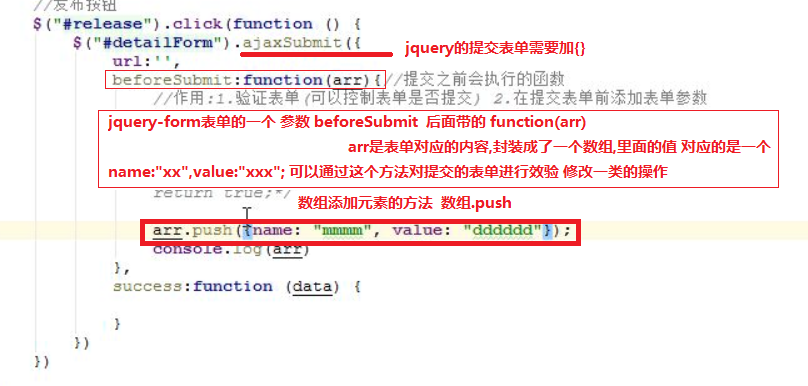 //发布按钮
$("#release").click(function () {
$("#detailForm").ajaxSubmit({
jquery的提交表单需要加{}
url:'',
beforeSubmit:function(arr){//提交之前会执行的函数
//作用:1.验证表单(可以控制表单是否提交) 2.在提交表单前添加表单参数
jquery-form表单的一个 参数 beforeSubmit 后面带的 function(arr)
arr是表单对应的内容,封装成了一个数组,里面的值 对应的是一个
name:"xx",value:"xxx"; 可以通过这个方法对提交的表单进行效验 修改一类的操作
return true;*/
数组添加元素的方法 数组.push
arr.push({name: "mmmm", value: "dddddd"});
console.log(arr)
},
success:function (data) {
}
})
})